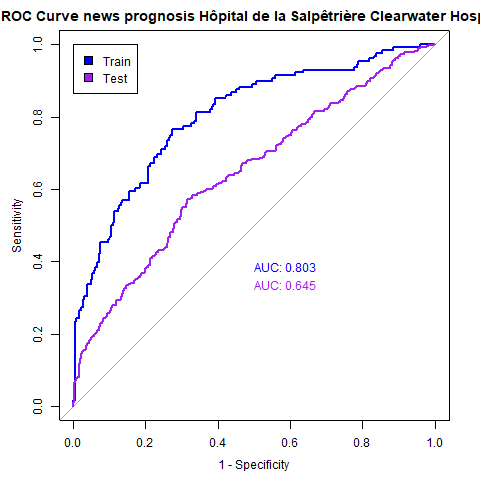 ROC Curve news prognosis Hôpital de la Salpêtrière Clearwater Hosp
Train
Test
AUC: 0.803
AUC: 0.645
Sensitivity
0.0
0.2
0.4
0.6
0.8
1.0
0.0
0.2
0.4
0.6
0.8
1.0
1 - Specificity